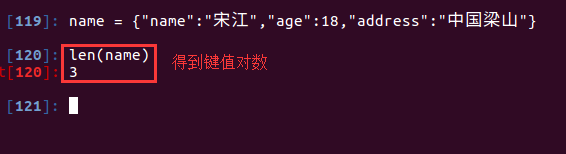 [119]: name = {"name":"宋江","age":18,"address":"中国梁山"}
[120]: len(name)
t[120]: 3
得到键值对数
[121]: